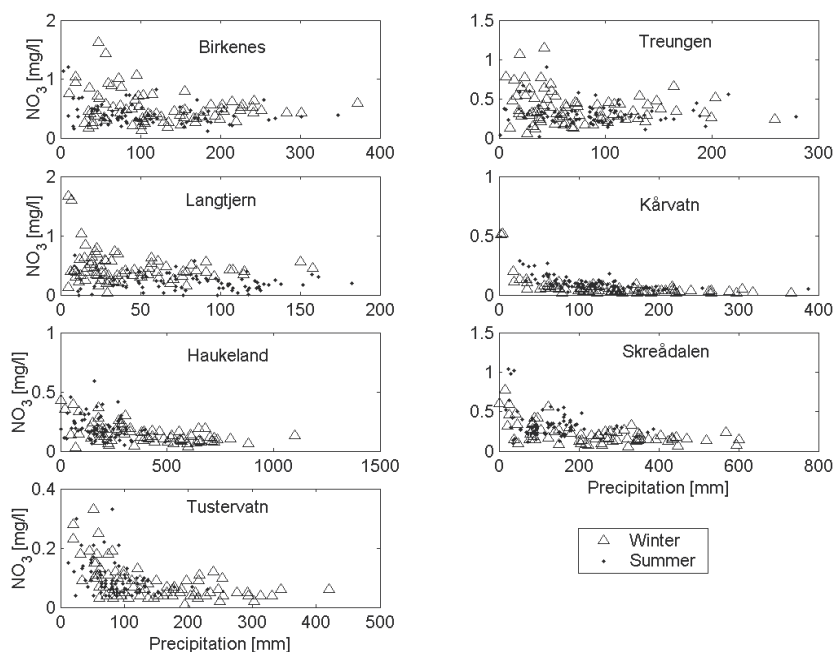 Birkenes
NO3 [mg/l]
2
1
0
0 100 200 300 400
Treungen
1.5
1
0.5
0
0 100 200 300
Langtjern
NO3 [mg/l]
2
1
0
0 50 100 150 200
Kårvatn
1
0.5
0
0 100 200 300 400
Haukeland
NO3 [mg/l]
1
0.5
0
0 500 1000 1500
Skreådalen
1.5
1
0.5
0
0 200 400 600 800
Precipitation [mm]
Tustervatn
NO3 [mg/l]
0.4
0.2
0
0 100 200 300 400 500
Precipitation [mm]
Winter
Summer